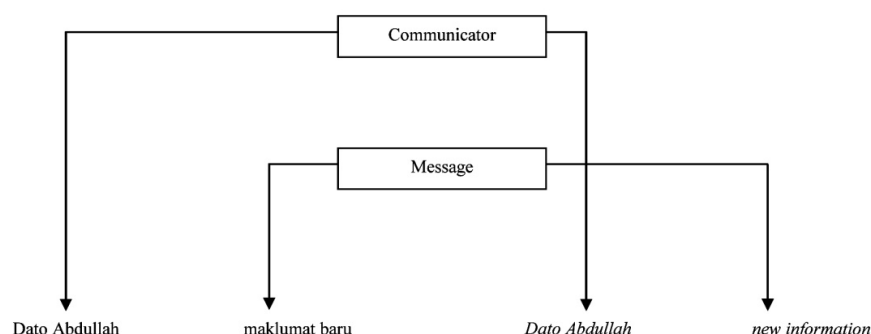 Communicator
Message
Dato Abdullah maklumat baru Dato Abdullah new information